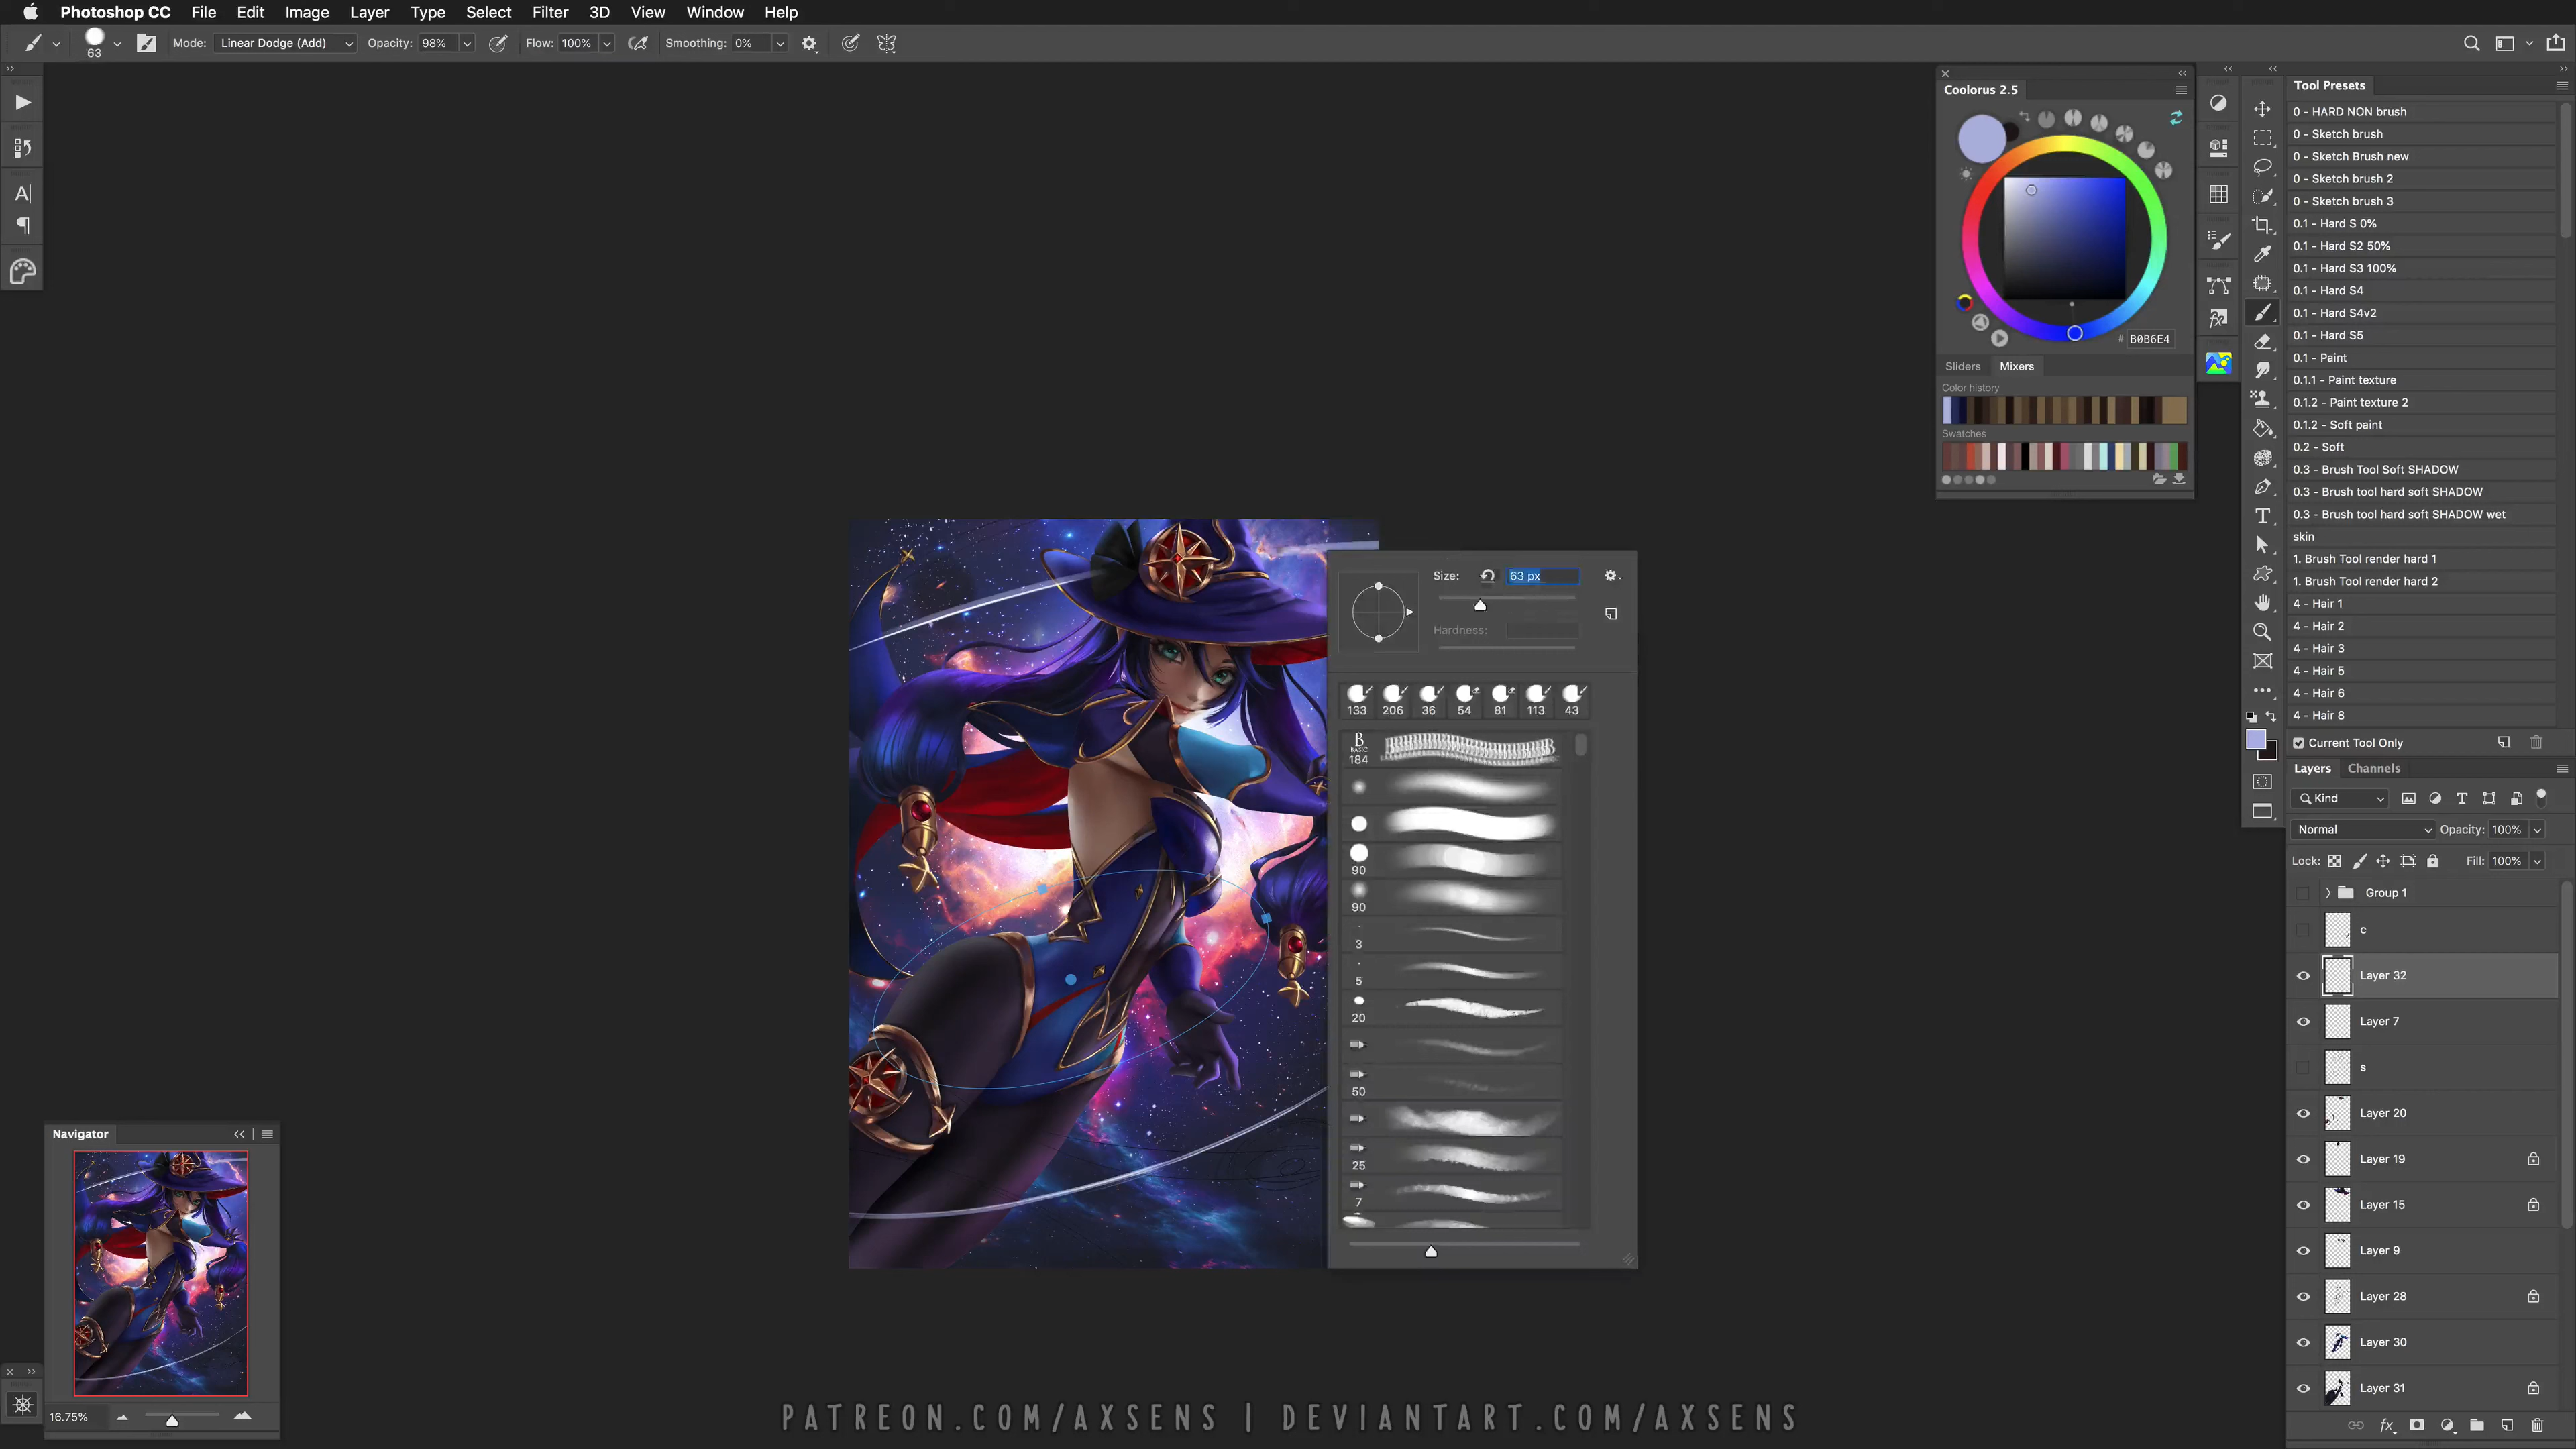 Photoshop CC File Edit Image Layer Type Select Filter 3D View Window Help
63 Mode: Linear Dodge (Add) Opacity: 98% Flow: 100% Smoothing: 0%
Coolorus 2.5
# B0B6E4
Sliders Mixers
Color history
Swatches
Tool Presets
0 - HARD NON brush
0 - Sketch brush
0 - Sketch Brush new
0 - Sketch brush 2
0 - Sketch brush 3
0.1 - Hard S 0%
0.1 - Hard S2 50%
0.1 - Hard S3 100%
0.1 - Hard S4
0.1 - Hard S4v2
0.1 - Hard S5
0.1 - Paint
0.1.1 - Paint texture
0.1.2 - Paint texture 2
0.1.2 - Soft paint
0.2 - Soft
0.3 - Brush Tool Soft SHADOW
0.3 - Brush tool hard soft SHADOW
0.3 - Brush tool hard soft SHADOW wet
skin
1. Brush Tool render hard 1
1. Brush Tool render hard 2
4 - Hair 1
4 - Hair 2
4 - Hair 3
4 - Hair 5
4 - Hair 6
4 - Hair 8
Current Tool Only
Size: 63 px
Hardness:
133 206 36 54 81 113 43
B
BASIC
184
90
90
3
5
20
50
25
7
Layers Channels
Kind
Normal Opacity: 100%
Lock: Fill: 100%
Group 1
c
Layer 32
Layer 7
s
Layer 20
Layer 19
Layer 15
Layer 9
Layer 28
Layer 30
Layer 31
Navigator
16.75%
PATREON.COM/AXSENS | DEVIANTART.COM/AXSENS